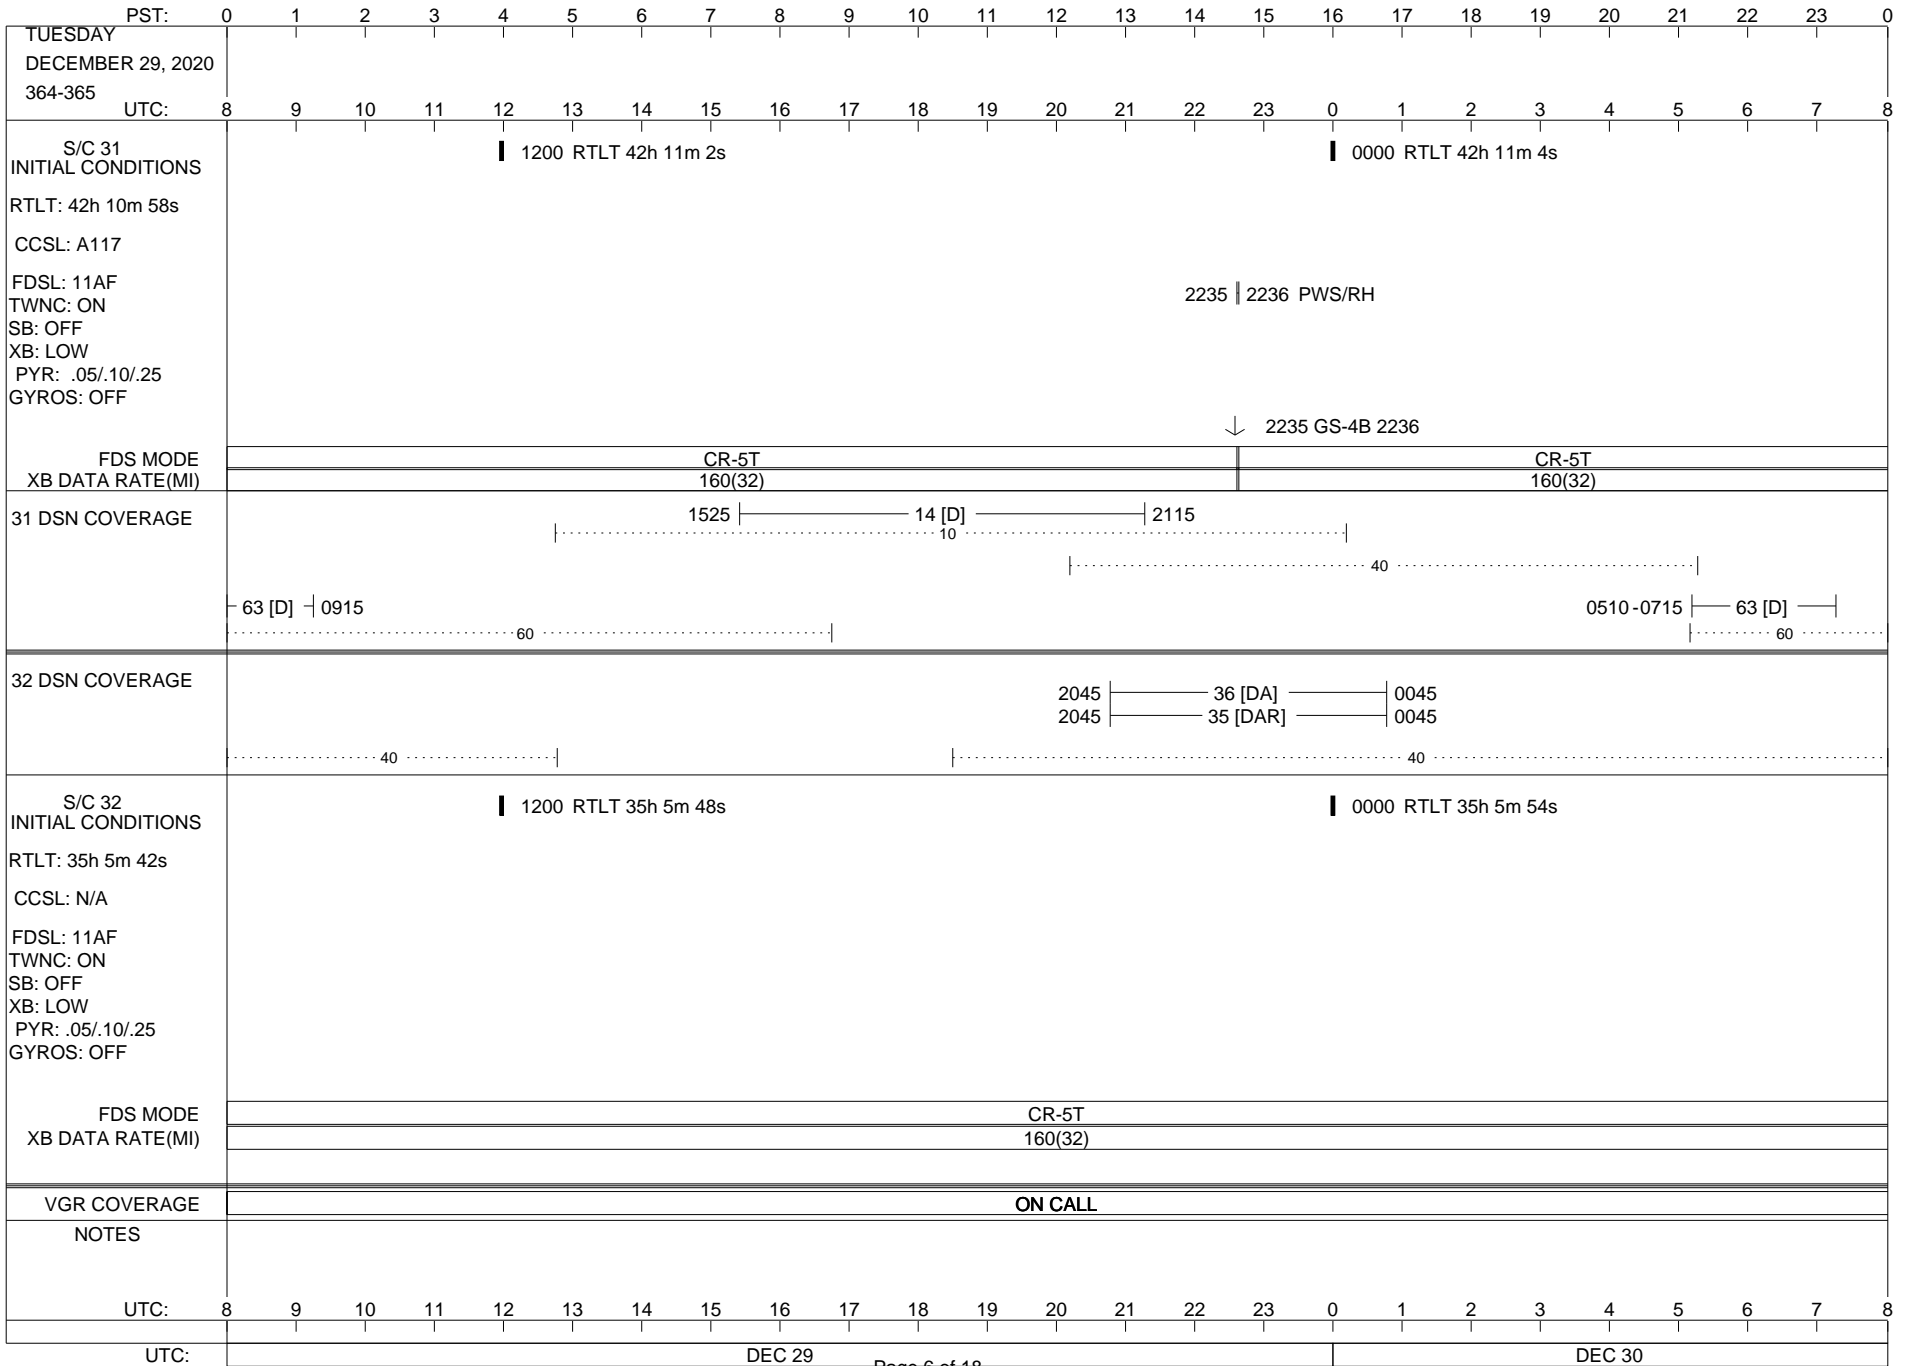 PST: 0 1 2 3 4 5 6 7 8 9 10 11 12 13 14 15 16 17 18 19 20 21 22 23 0
TUESDAY
DECEMBER 29, 2020
364-365
UTC: 8 9 10 11 12 13 14 15 16 17 18 19 20 21 22 23 0 1 2 3 4 5 6 7 8
S/C 31
INITIAL CONDITIONS
1200 RTLT 42h 11m 2s
0000 RTLT 42h 11m 4s
RTLT: 42h 10m 58s
CCSL: A117
FDSL: 11AF
TWNC: ON
2235 2236 PWS/RH
SB: OFF
XB: LOW
PYR: .05/.10/.25
GYROS: OFF
2235 GS-4B 2236
FDS MODE CR-5T CR-5T
XB DATA RATE(MI) 160(32) 160(32)
31 DSN COVERAGE 1525 14 [D] 2115
10
40
63 [D] 0915 0510-0715 63 [D]
60 60
32 DSN COVERAGE
2045 36 [DA] 0045
2045 35 [DAR] 0045
40 40
S/C 32
INITIAL CONDITIONS
1200 RTLT 35h 5m 48s
0000 RTLT 35h 5m 54s
RTLT: 35h 5m 42s
CCSL: N/A
FDSL: 11AF
TWNC: ON
SB: OFF
XB: LOW
PYR: .05/.10/.25
GYROS: OFF
FDS MODE CR-5T
XB DATA RATE(MI) 160(32)
VGR COVERAGE ON CALL
NOTES
UTC: 8 9 10 11 12 13 14 15 16 17 18 19 20 21 22 23 0 1 2 3 4 5 6 7 8
UTC: DEC 29 DEC 30
Page 6 of 18